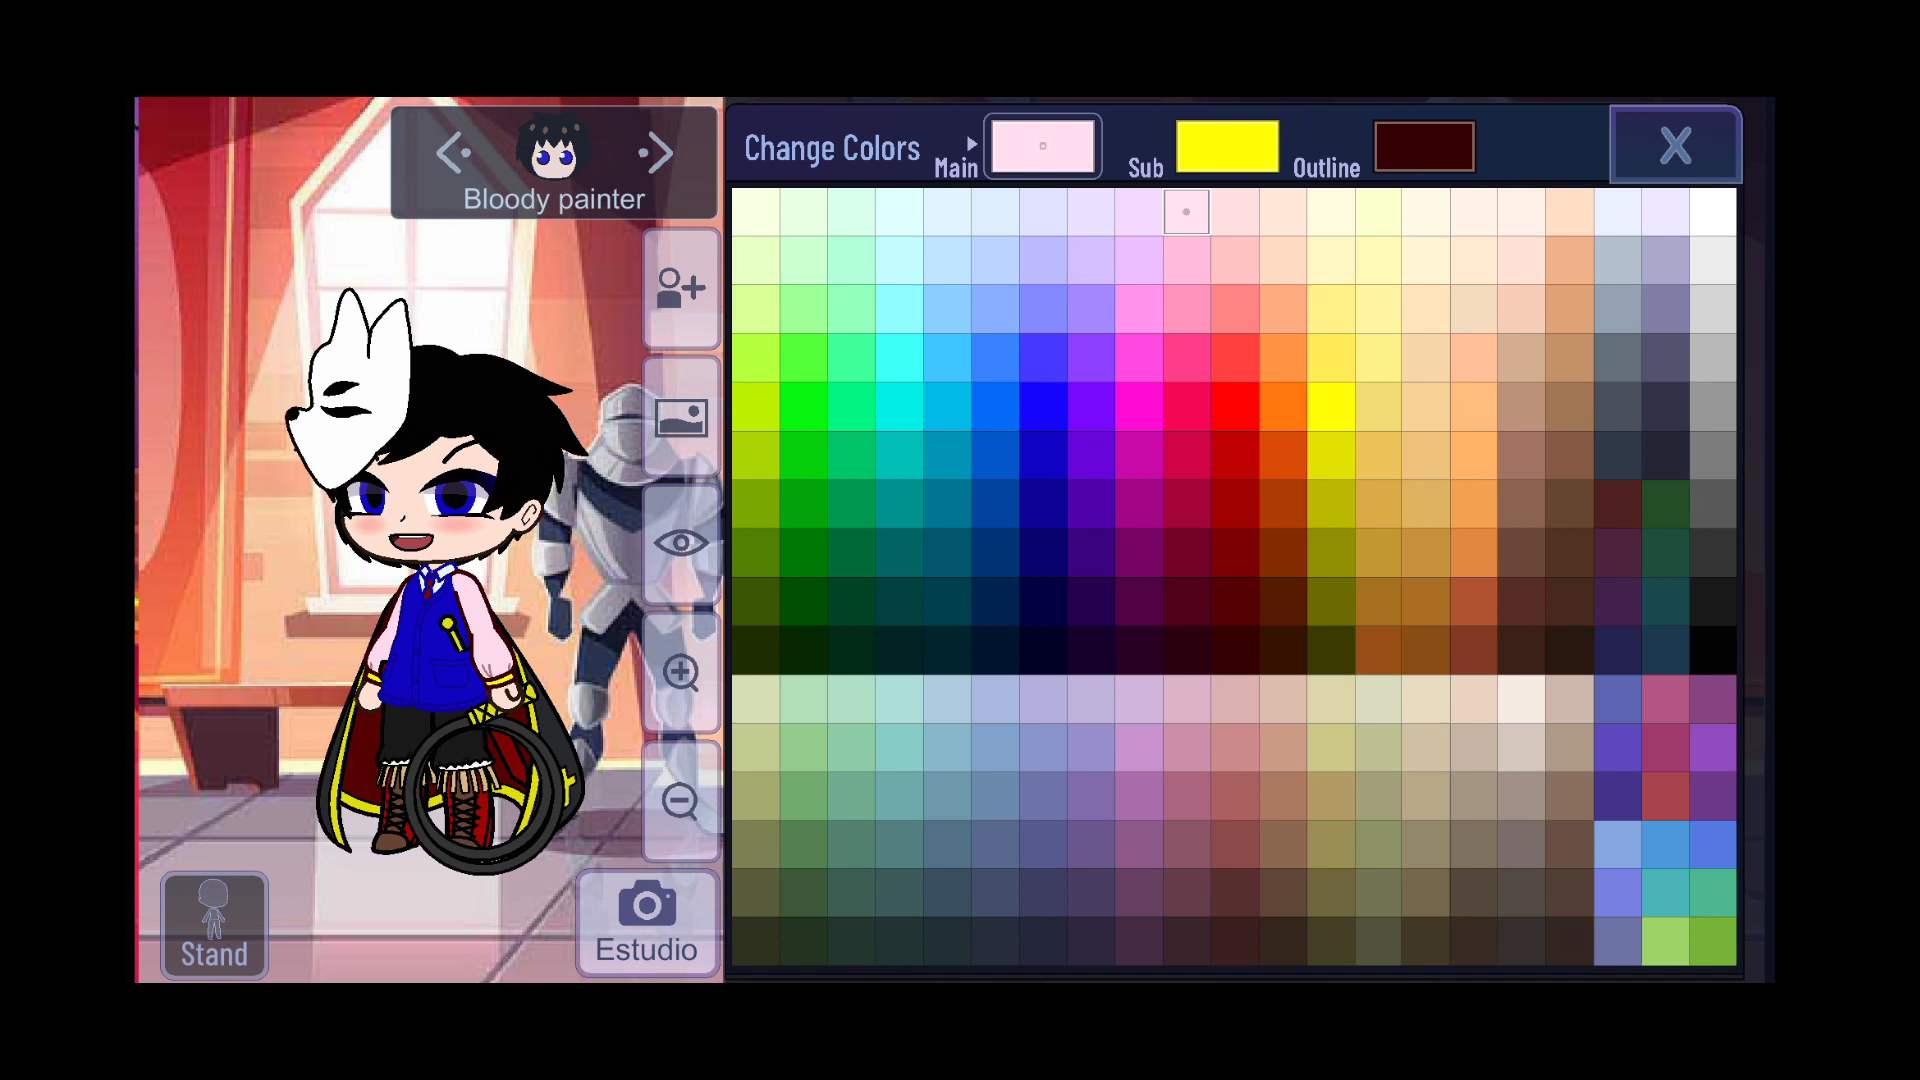 Bloody painter
Change Colors
Main
Sub
Outline
X
Stand
Estudio